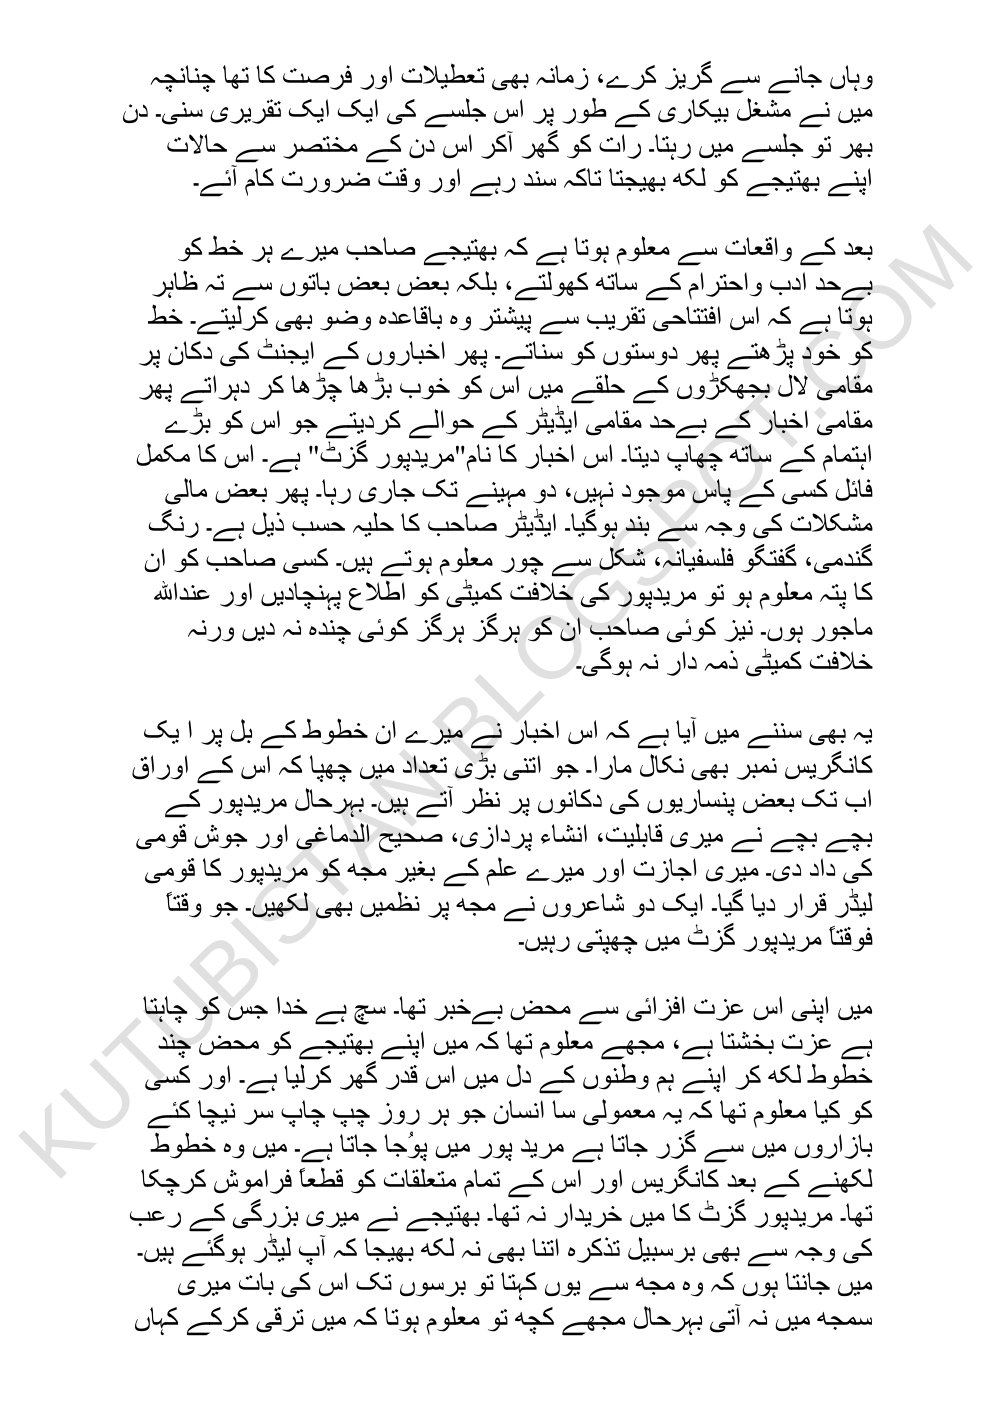 وہاں جانے سے گریز کرے، زمانہ بھی تعطیلات اور فرصت کا تھا چنانچہ
میں نے مشغل بیکاری کے طور پر اس جلسے کی ایک ایک تقریری سنی۔ دن
بھر تو جلسے میں رہتا۔ رات کو گھر آکر اس دن کے مختصر سے حالات
اپنے بھتیجے کو لکھ بھیجتا تاکہ سند رہے اور وقت ضرورت کام آئے۔
بعد کے واقعات سے معلوم ہوتا ہے کہ بھتیجے صاحب میرے ہر خط کو
بےحد ادب واحترام کے ساتھ کھولتے، بلکہ بعض بعض باتوں سے تہ ظاہر
ہوتا ہے کہ اس افتتاحی تقریب سے پیشتر وہ باقاعدہ وضو بھی کرلیتے۔ خط
کو خود پڑھتے پھر دوستوں کو سناتے۔ پھر اخباروں کے ایجنٹ کی دکان پر
مقامی لال بجھکڑوں کے حلقے میں اس کو خوب بڑھا چڑھا کر دہراتے پھر
مقامی اخبار کے بےحد مقامی ایڈیٹر کے حوالے کردیتے جو اس کو بڑے
اہتمام کے ساتھ چھاپ دیتا۔ اس اخبار کا نام"مریدپور گزٹ" ہے۔ اس کا مکمل
فائل کسی کے پاس موجود نہیں، دو مہینے تک جاری رہا۔ پھر بعض مالی
مشکلات کی وجہ سے بند ہوگیا۔ ایڈیٹر صاحب کا حلیہ حسب ذیل ہے۔ رنگ
گندمی، گفتگو فلسفیانہ، شکل سے چور معلوم ہوتے ہیں۔ کسی صاحب کو ان
کا پتہ معلوم ہو تو مریدپور کی خلافت کمیٹی کو اطلاع پہنچادیں اور عنداللہ
ماجور ہوں۔ نیز کوئی صاحب ان کو ہرگز ہرگز کوئی چندہ نہ دیں ورنہ
خلافت کمیٹی ذمہ دار نہ ہوگی۔
یہ بھی سننے میں آیا ہے کہ اس اخبار نے میرے ان خطوط کے بل پر ا یک
کانگریس نمبر بھی نکال مارا۔ جو اتنی بڑی تعداد میں چھپا کہ اس کے اوراق
اب تک بعض پنساریوں کی دکانوں پر نظر آتے ہیں۔ بہرحال مریدپور کے
بچے بچے نے میری قابلیت، انشاء پردازی، صحیح الدماغی اور جوش قومی
کی داد دی۔ میری اجازت اور میرے علم کے بغیر مجھ کو مریدپور کا قومی
لیڈر قرار دیا گیا۔ ایک دو شاعروں نے مجھ پر نظمیں بھی لکھیں۔ جو وقتاً
فوقتاً مریدپور گزٹ میں چھپتی رہیں۔
میں اپنی اس عزت افزائی سے محض بےخبر تھا۔ سچ ہے خدا جس کو چاہتا
ہے عزت بخشتا ہے، مجھے معلوم تھا کہ میں اپنے بھتیجے کو محض چند
خطوط لکھ کر اپنے ہم وطنوں کے دل میں اس قدر گھر کرلیا ہے۔ اور کسی
کو کیا معلوم تھا کہ یہ معمولی سا انسان جو ہر روز چپ چاپ سر نیچا کئے
بازاروں میں سے گزر جاتا ہے مرید پور میں پوُجا جاتا ہے۔ میں وہ خطوط
لکھنے کے بعد کانگریس اور اس کے تمام متعلقات کو قطعاً فراموش کرچکا
تھا۔ مریدپور گزٹ کا میں خریدار نہ تھا۔ بھتیجے نے میری بزرگی کے رعب
کی وجہ سے بھی برسبیل تذکرہ اتنا بھی نہ لکھ بھیجا کہ آپ لیڈر ہوگئے ہیں۔
میں جانتا ہوں کہ وہ مجھ سے یوں کہتا تو برسوں تک اس کی بات میری
سمجھ میں نہ آتی بہرحال مجھے کچھ تو معلوم ہوتا کہ میں ترقی کرکے کہاں
KUTUBISTAN.BLOGSPOT.COM